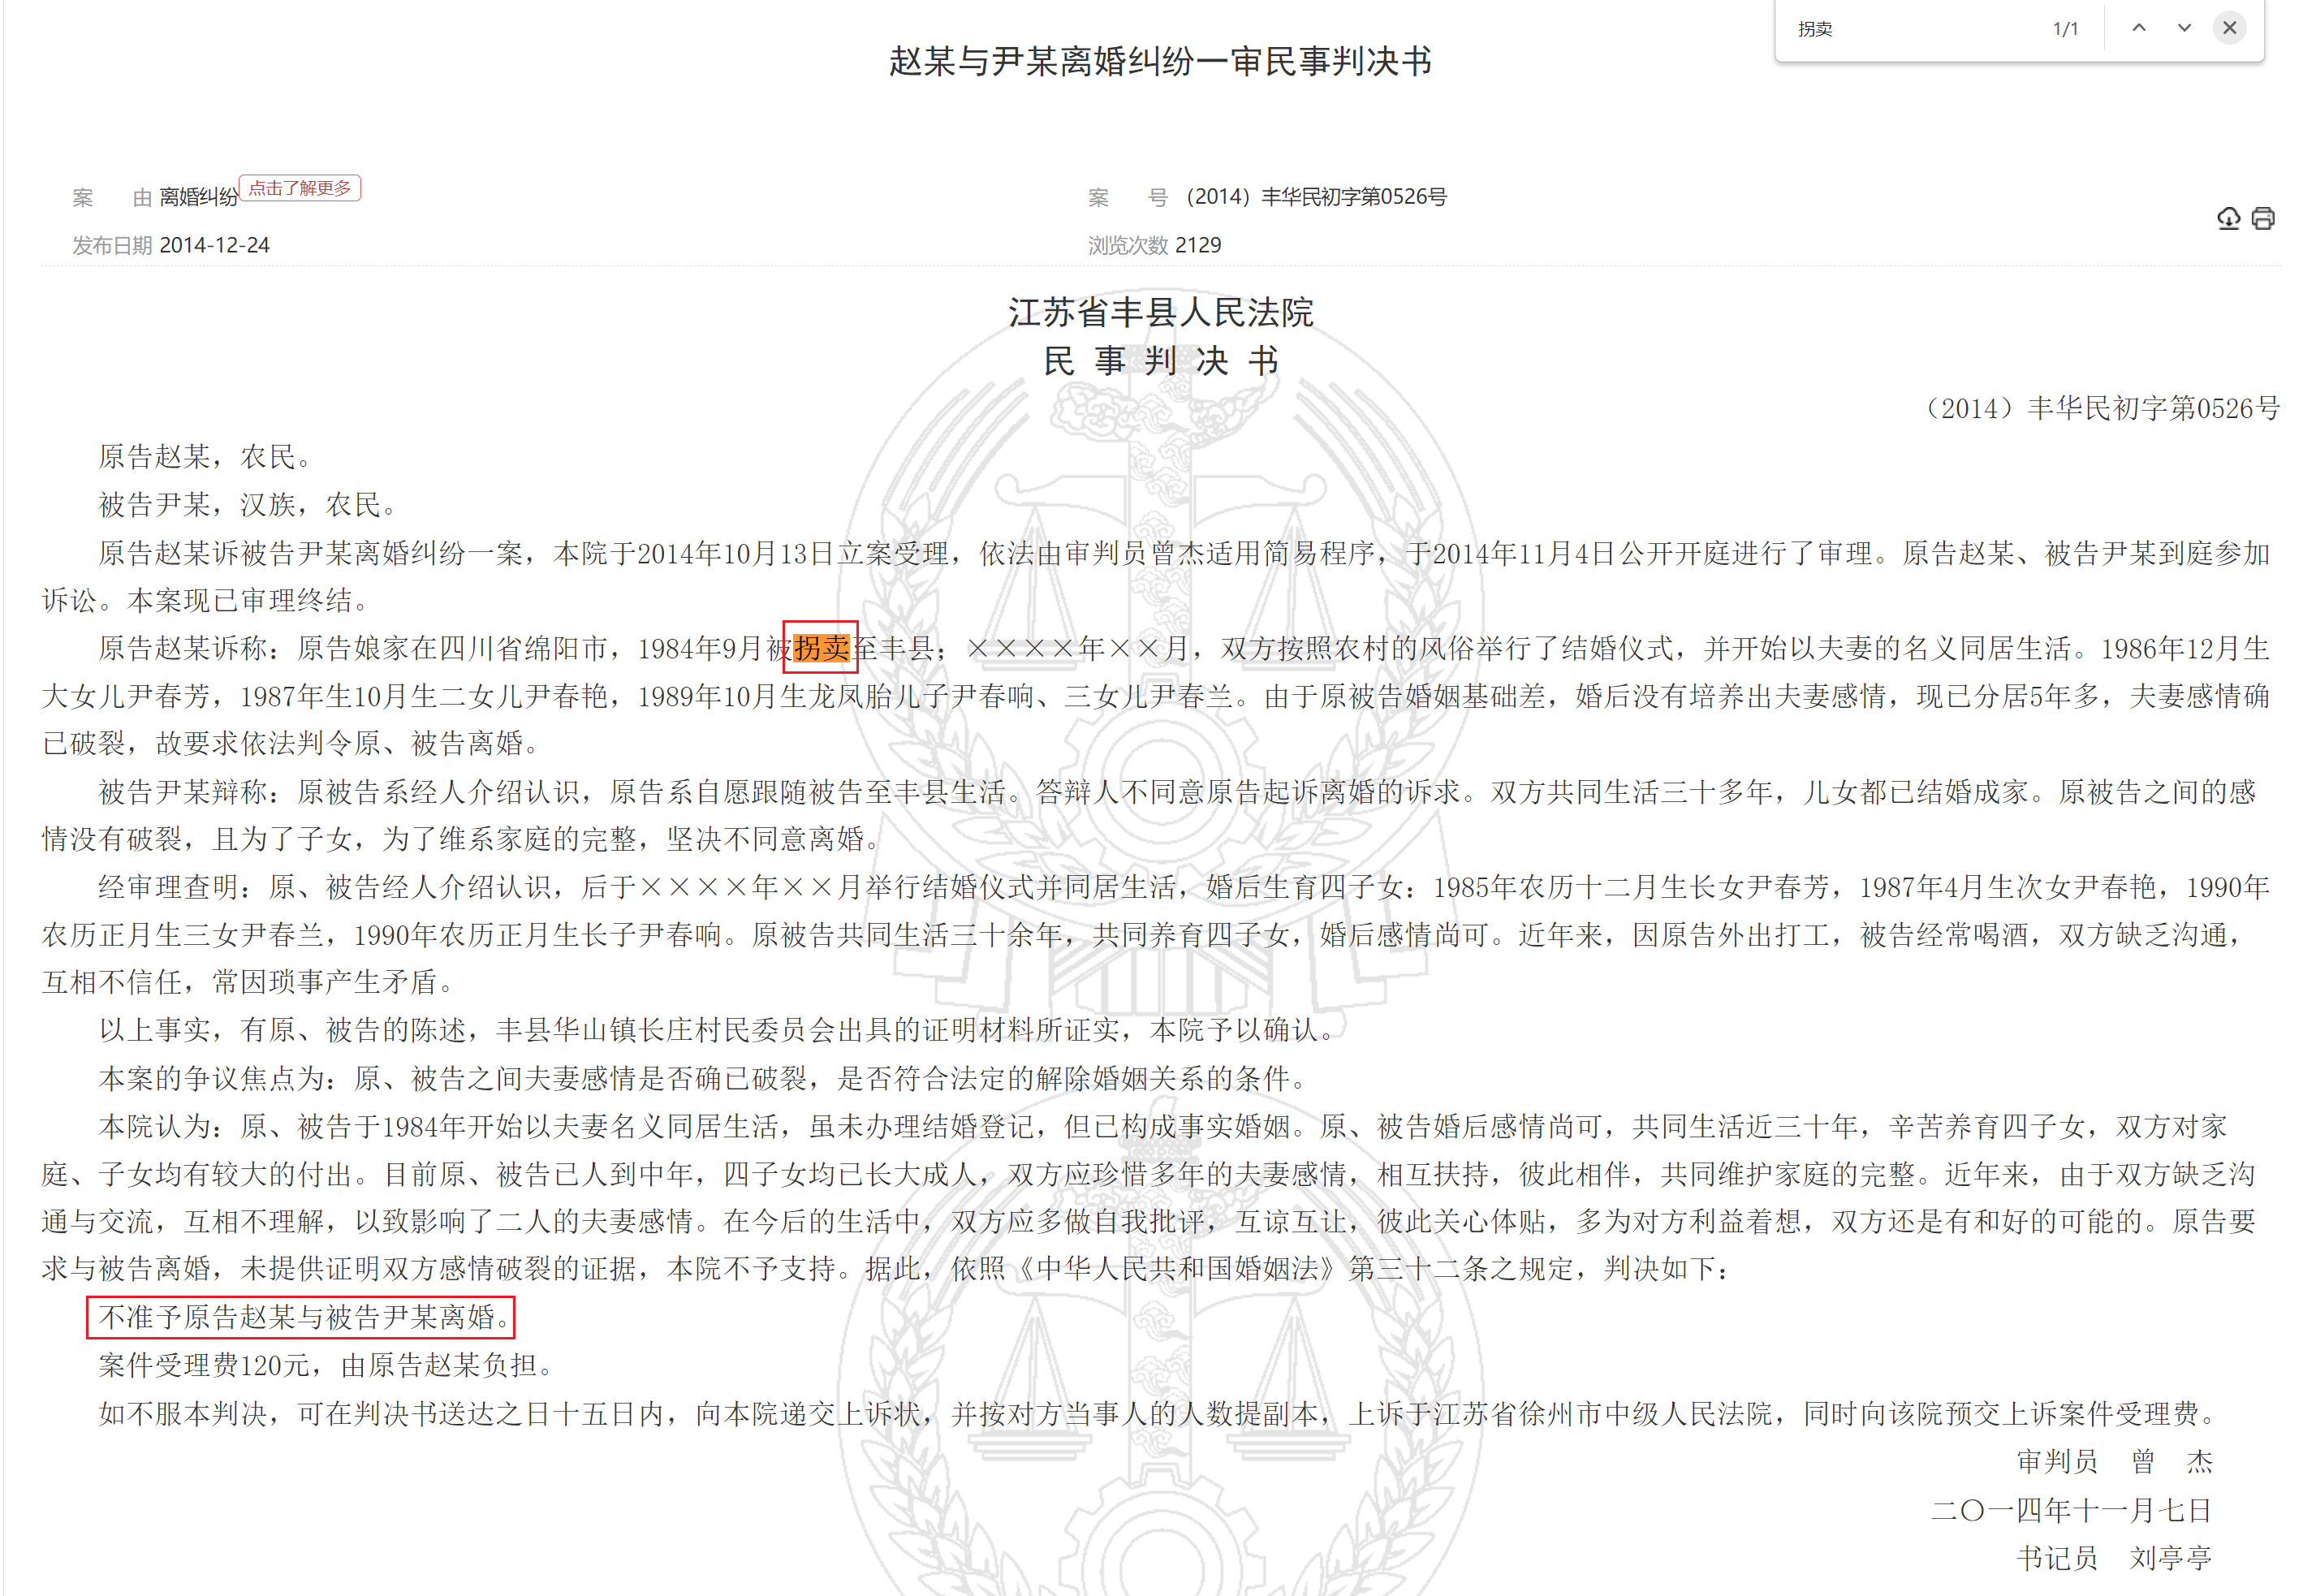 拐卖 1/1
赵某与尹某离婚纠纷一审民事判决书
案 由 离婚纠纷 点击了解更多 案 号 （2014）丰华民初字第0526号
发布日期 2014-12-24 浏览次数 2129
江苏省丰县人民法院
民 事 判 决 书
（2014）丰华民初字第0526号
原告赵某，农民。
被告尹某，汉族，农民。
原告赵某诉被告尹某离婚纠纷一案，本院于2014年10月13日立案受理，依法由审判员曾杰适用简易程序，于2014年11月4日公开开庭进行了审理。原告赵某、被告尹某到庭参加
诉讼。本案现已审理终结。
原告赵某诉称：原告娘家在四川省绵阳市，1984年9月被拐卖至丰县；××××年××月，双方按照农村的风俗举行了结婚仪式，并开始以夫妻的名义同居生活。1986年12月生
大女儿尹春芳，1987年生10月生二女儿尹春艳，1989年10月生龙凤胎儿子尹春响、三女儿尹春兰。由于原被告婚姻基础差，婚后没有培养出夫妻感情，现已分居5年多，夫妻感情确
已破裂，故要求依法判令原、被告离婚。
被告尹某辩称：原被告系经人介绍认识，原告系自愿跟随被告至丰县生活。答辩人不同意原告起诉离婚的诉求。双方共同生活三十多年，儿女都已结婚成家。原被告之间的感
情没有破裂，且为了子女，为了维系家庭的完整，坚决不同意离婚。
经审理查明：原、被告经人介绍认识，后于××××年××月举行结婚仪式并同居生活，婚后生育四子女：1985年农历十二月生长女尹春芳，1987年4月生次女尹春艳，1990年
农历正月生三女尹春兰，1990年农历正月生长子尹春响。原被告共同生活三十余年，共同养育四子女，婚后感情尚可。近年来，因原告外出打工，被告经常喝酒，双方缺乏沟通，
互相不信任，常因琐事产生矛盾。
以上事实，有原、被告的陈述，丰县华山镇长庄村民委员会出具的证明材料所证实，本院予以确认。
本案的争议焦点为：原、被告之间夫妻感情是否确已破裂，是否符合法定的解除婚姻关系的条件。
本院认为：原、被告于1984年开始以夫妻名义同居生活，虽未办理结婚登记，但已构成事实婚姻。原、被告婚后感情尚可，共同生活近三十年，辛苦养育四子女，双方对家
庭、子女均有较大的付出。目前原、被告已人到中年，四子女均已长大成人，双方应珍惜多年的夫妻感情，相互扶持，彼此相伴，共同维护家庭的完整。近年来，由于双方缺乏沟
通与交流，互相不理解，以致影响了二人的夫妻感情。在今后的生活中，双方应多做自我批评，互谅互让，彼此关心体贴，多为对方利益着想，双方还是有和好的可能的。原告要
求与被告离婚，未提供证明双方感情破裂的证据，本院不予支持。据此，依照《中华人民共和国婚姻法》第三十二条之规定，判决如下：
不准予原告赵某与被告尹某离婚。
案件受理费120元，由原告赵某负担。
如不服本判决，可在判决书送达之日十五日内，向本院递交上诉状，并按对方当事人的人数提副本，上诉于江苏省徐州市中级人民法院，同时向该院预交上诉案件受理费。
审判员 曾 杰
二〇一四年十一月七日
书记员 刘亭亭